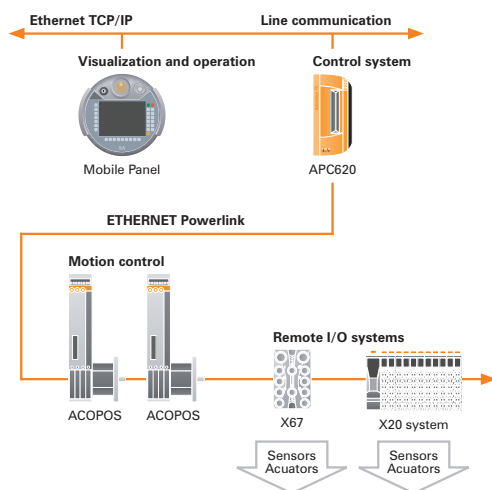 Ethernet TCP/IP
Line communication
Visualization and operation
Control system
Mobile Panel
APC620
ETHERNET Powerlink
Motion control
Remote I/O systems
ACOPOS
ACOPOS
X67
X20 system
Sensors
Acuators
Sensors
Acuators